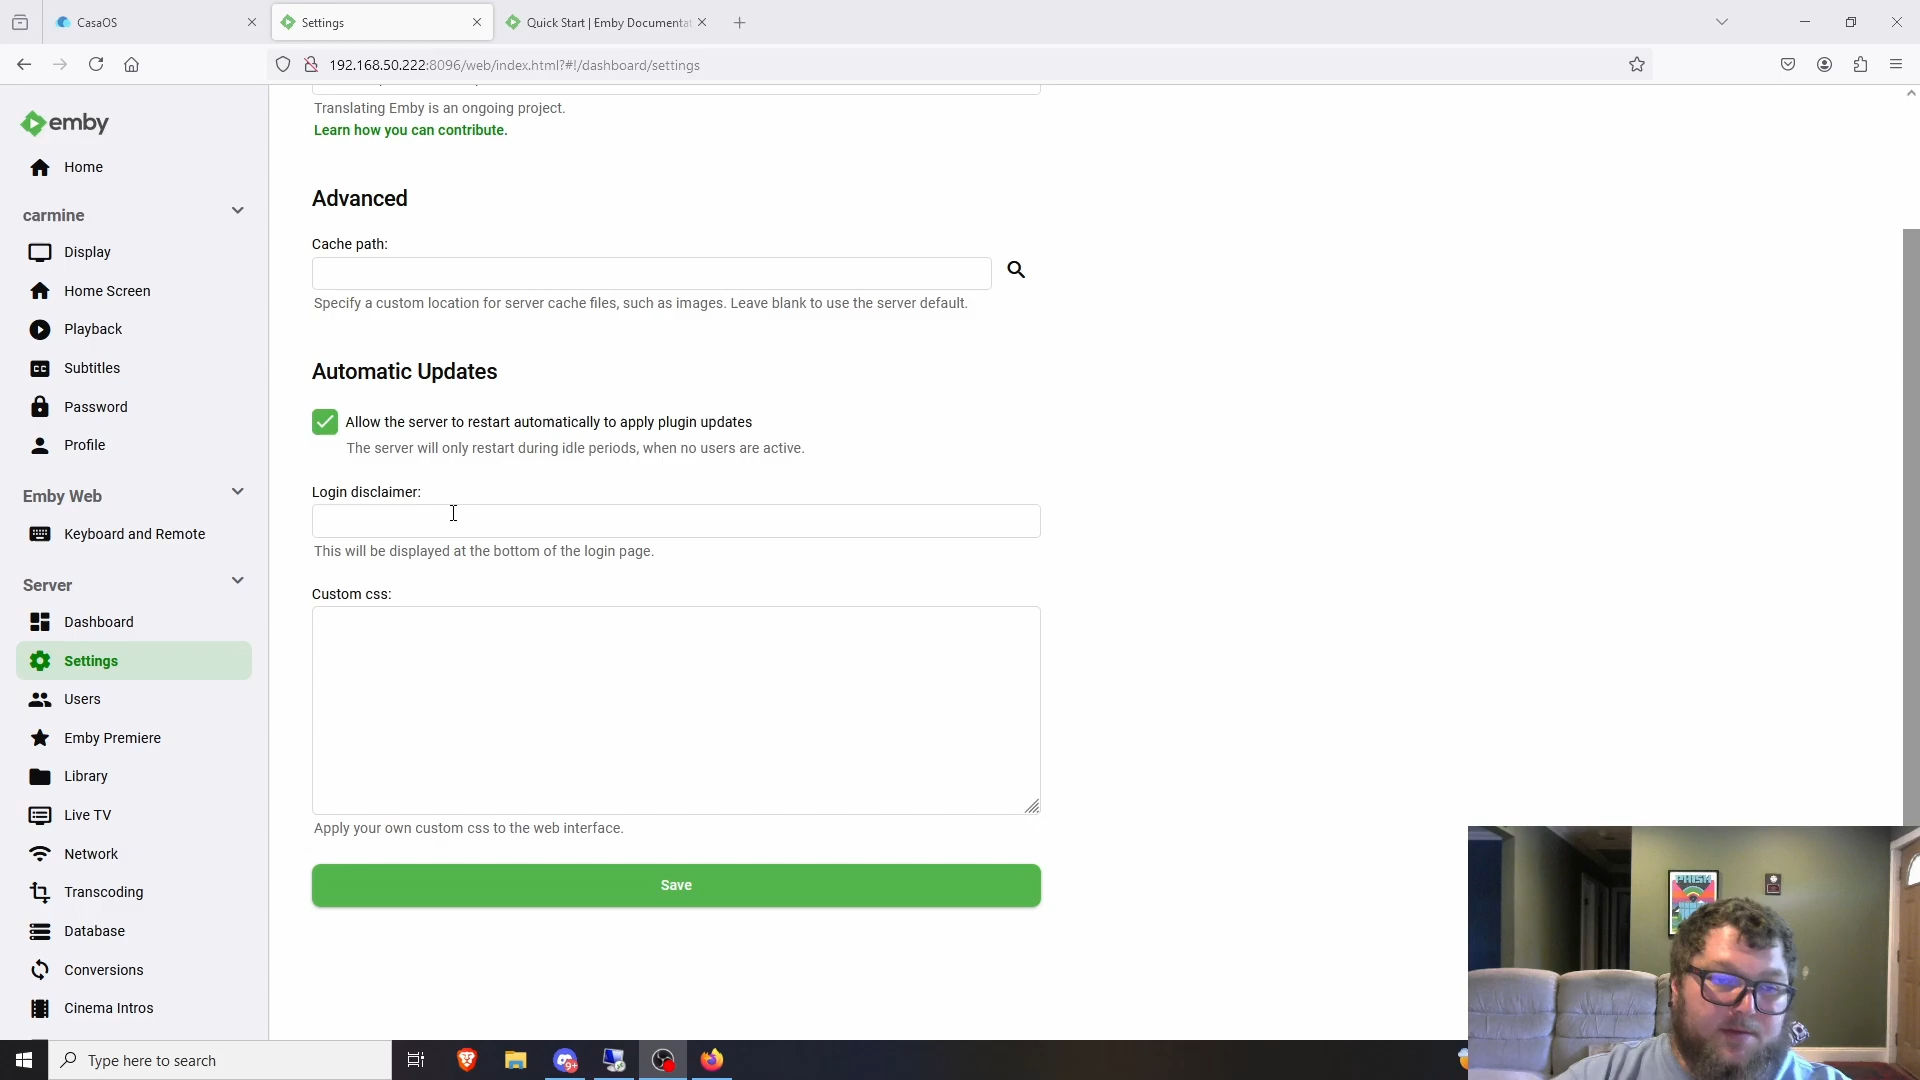 CasaOS
Settings
Quick Start | Emby Documentat
192.168.50.222:8096/web/index.html?#!/dashboard/settings
emby
Home
carmine
Display
Home Screen
Playback
Subtitles
Password
Profile
Emby Web
Keyboard and Remote
Server
Dashboard
Settings
Users
Emby Premiere
Library
Live TV
Network
Transcoding
Database
Conversions
Cinema Intros
Translating Emby is an ongoing project.
Learn how you can contribute.
Advanced
Cache path:
Specify a custom location for server cache files, such as images. Leave blank to use the server default.
Automatic Updates
Allow the server to restart automatically to apply plugin updates
The server will only restart during idle periods, when no users are active.
Login disclaimer:
This will be displayed at the bottom of the login page.
Custom css:
Apply your own custom css to the web interface.
Save
PHISH
Type here to search
9+